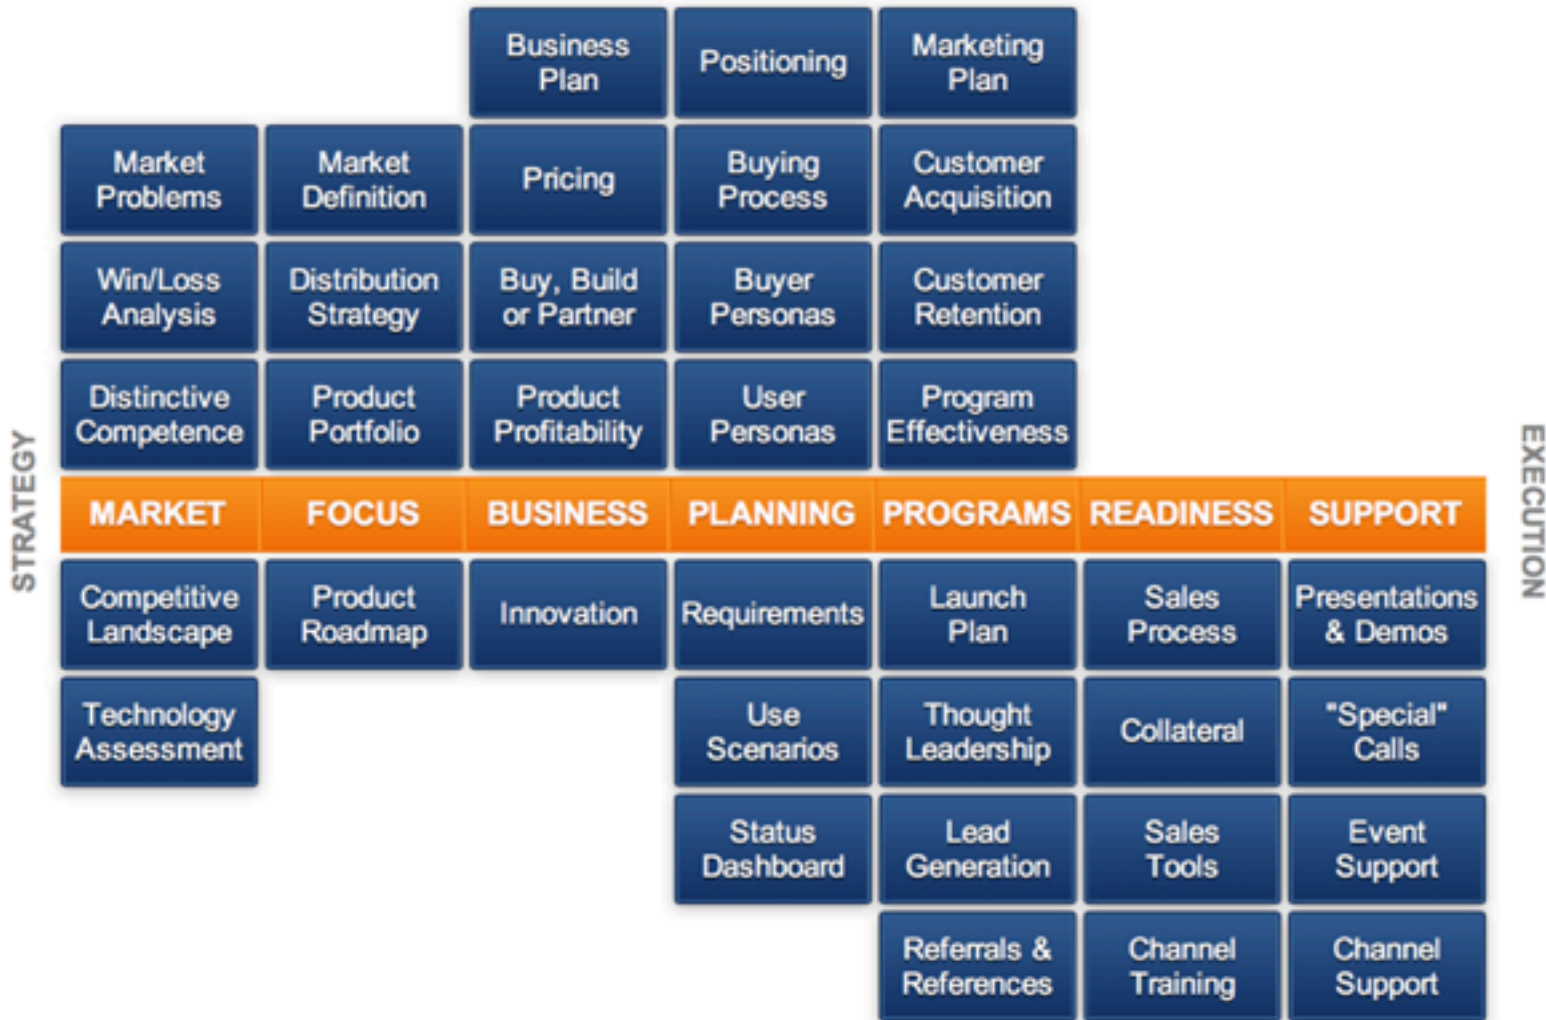 Business
Plan
Positioning
Marketing
Plan
Market
Problems
Market
Definition
Pricing
Buying
Process
Customer
Acquisition
Win/Loss
Analysis
Distribution
Strategy
Buy, Build
or Partner
Buyer
Personas
Customer
Retention
Distinctive
Competence
Product
Portfolio
Product
Profitability
User
Personas
Program
Effectiveness
STRATEGY
MARKET
FOCUS
BUSINESS
PLANNING
PROGRAMS
READINESS
SUPPORT
EXECUTION
Competitive
Landscape
Product
Roadmap
Innovation
Requirements
Launch
Plan
Sales
Process
Presentations
& Demos
Technology
Assessment
Use
Scenarios
Thought
Leadership
Collateral
"Special"
Calls
Status
Dashboard
Lead
Generation
Sales
Tools
Event
Support
Referrals &
References
Channel
Training
Channel
Support